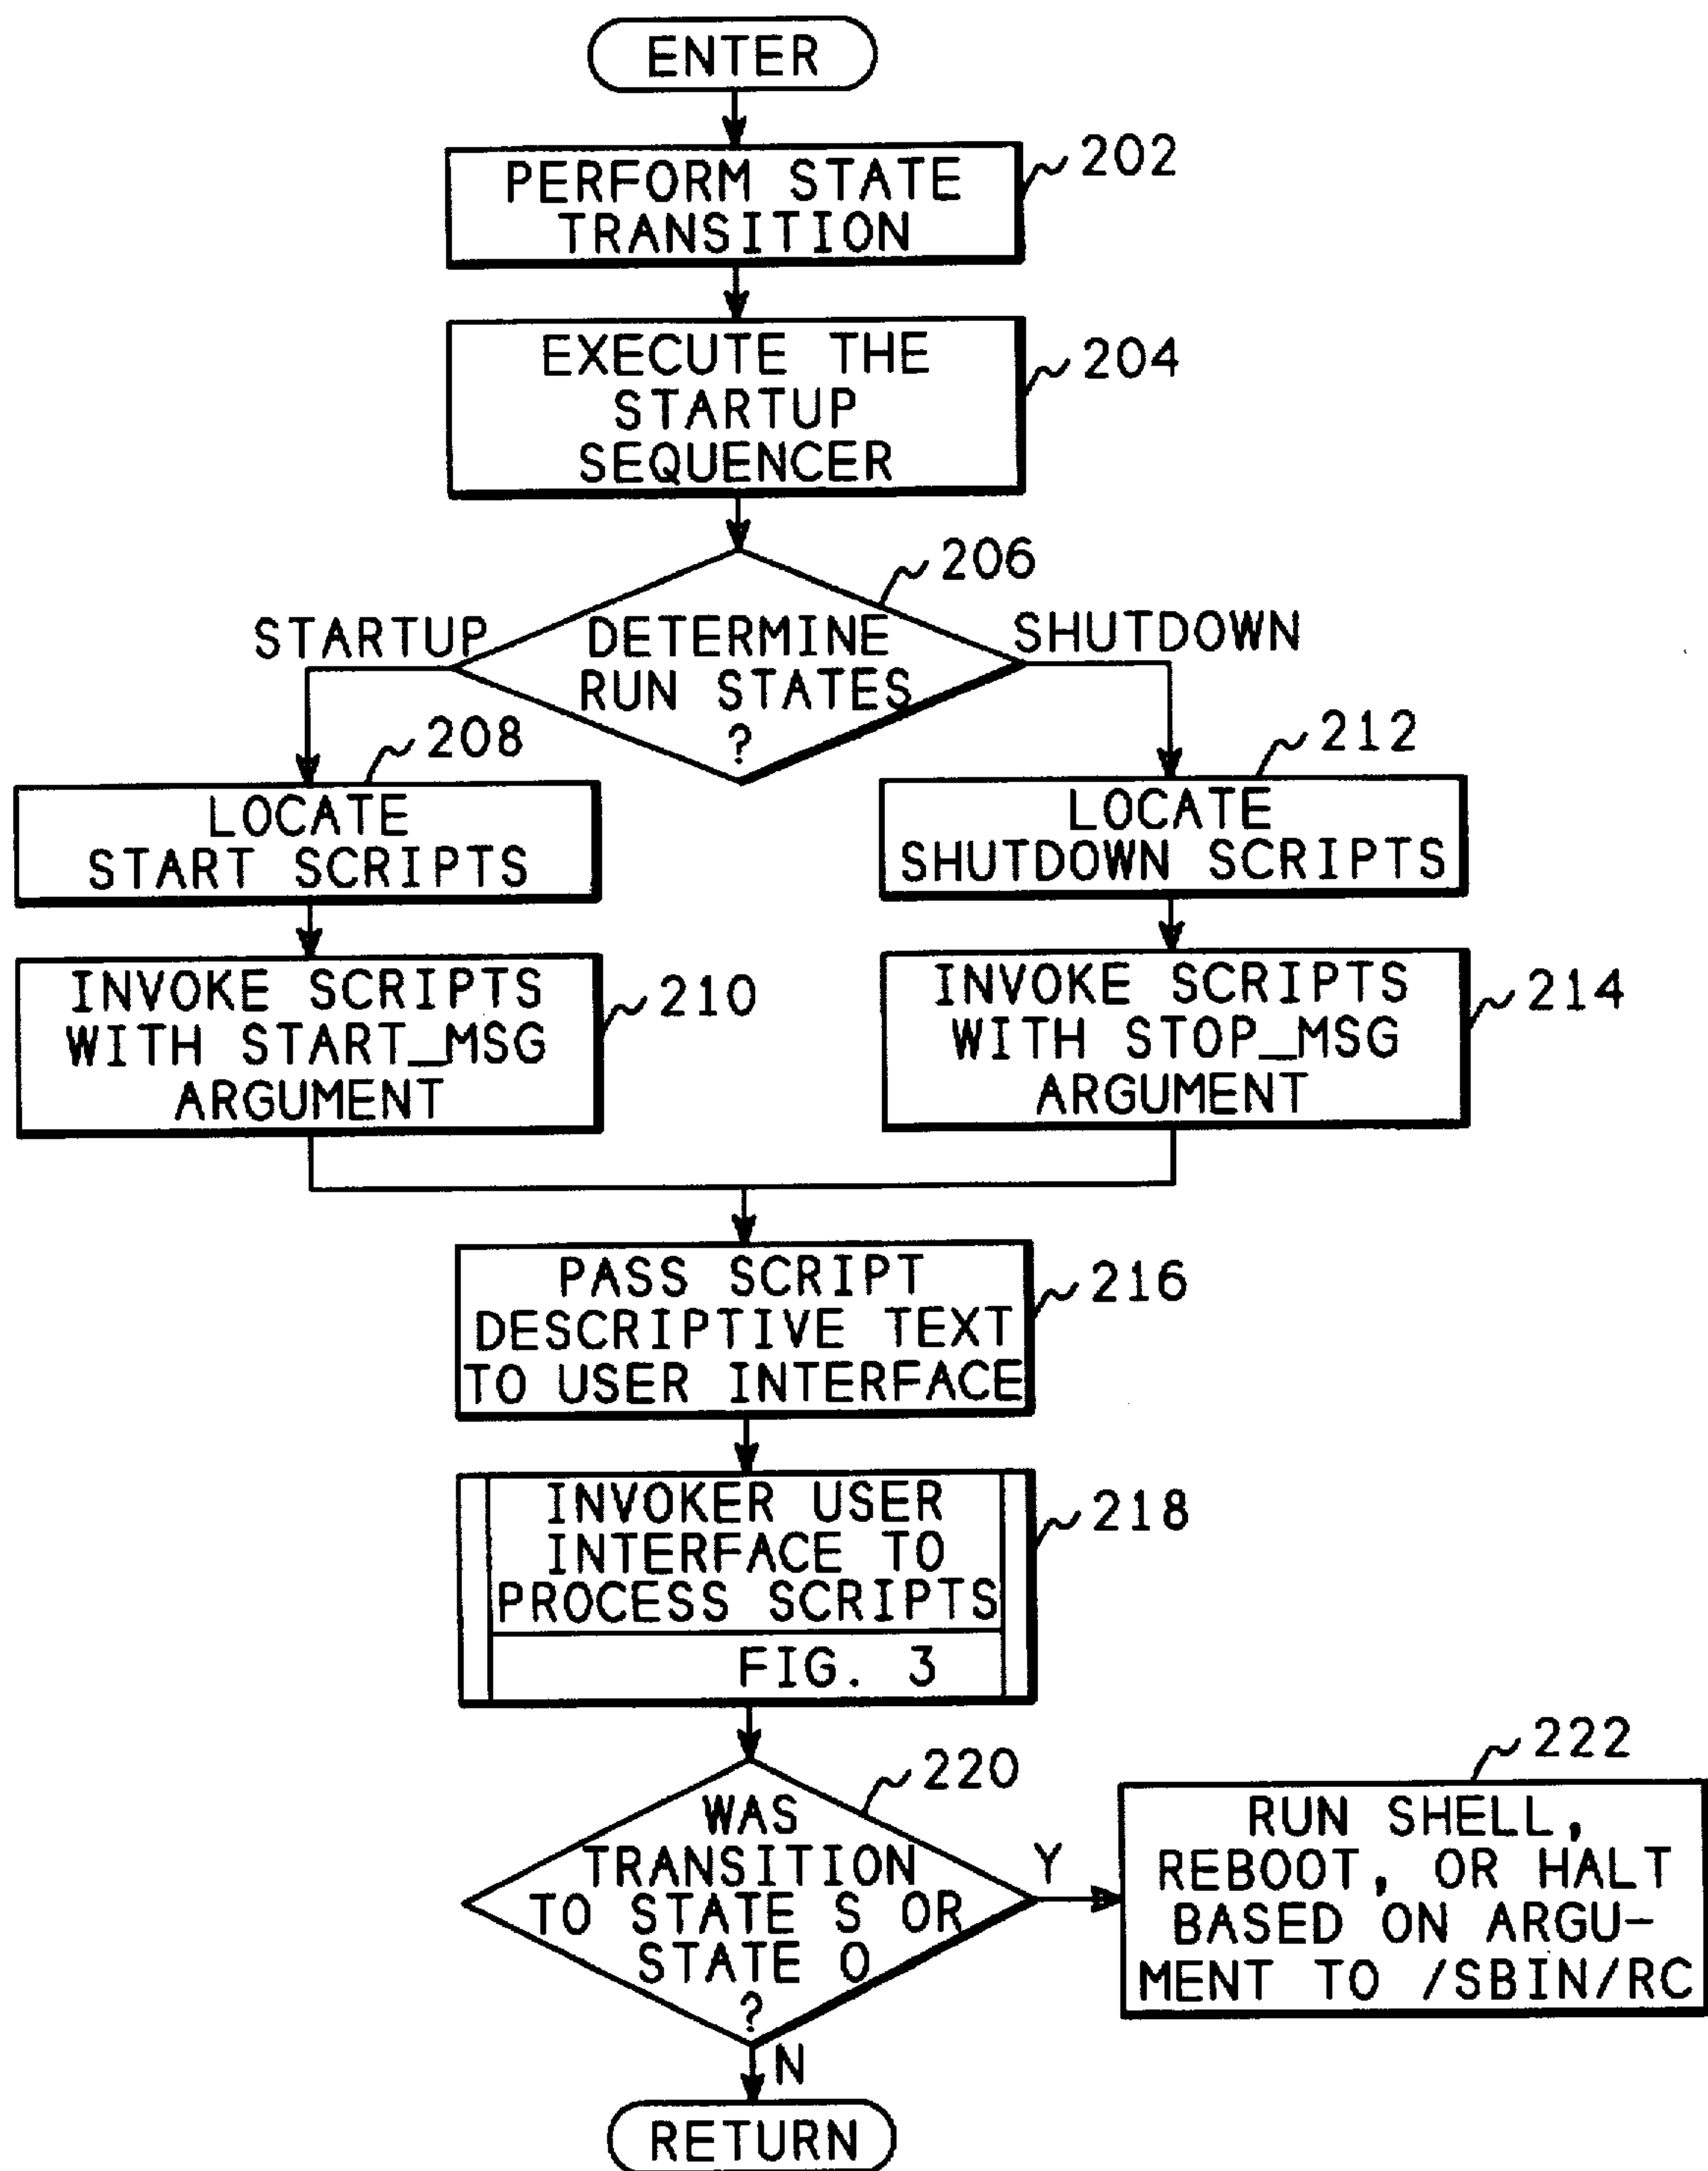 ENTER
PERFORM STATE
TRANSITION
202
EXECUTE THE
STARTUP
SEQUENCER
204
206
STARTUP
DETERMINE
RUN STATES
?
SHUTDOWN
208
LOCATE
START SCRIPTS
212
LOCATE
SHUTDOWN SCRIPTS
INVOKE SCRIPTS
WITH START_MSG
ARGUMENT
210
INVOKE SCRIPTS
WITH STOP_MSG
ARGUMENT
214
PASS SCRIPT
DESCRIPTIVE TEXT
TO USER INTERFACE
216
INVOKER USER
INTERFACE TO
PROCESS SCRIPTS
FIG. 3
218
220
WAS
TRANSITION
TO STATE S OR
STATE 0
?
Y
222
RUN SHELL,
REBOOT, OR HALT
BASED ON ARGU-
MENT TO /SBIN/RC
N
RETURN